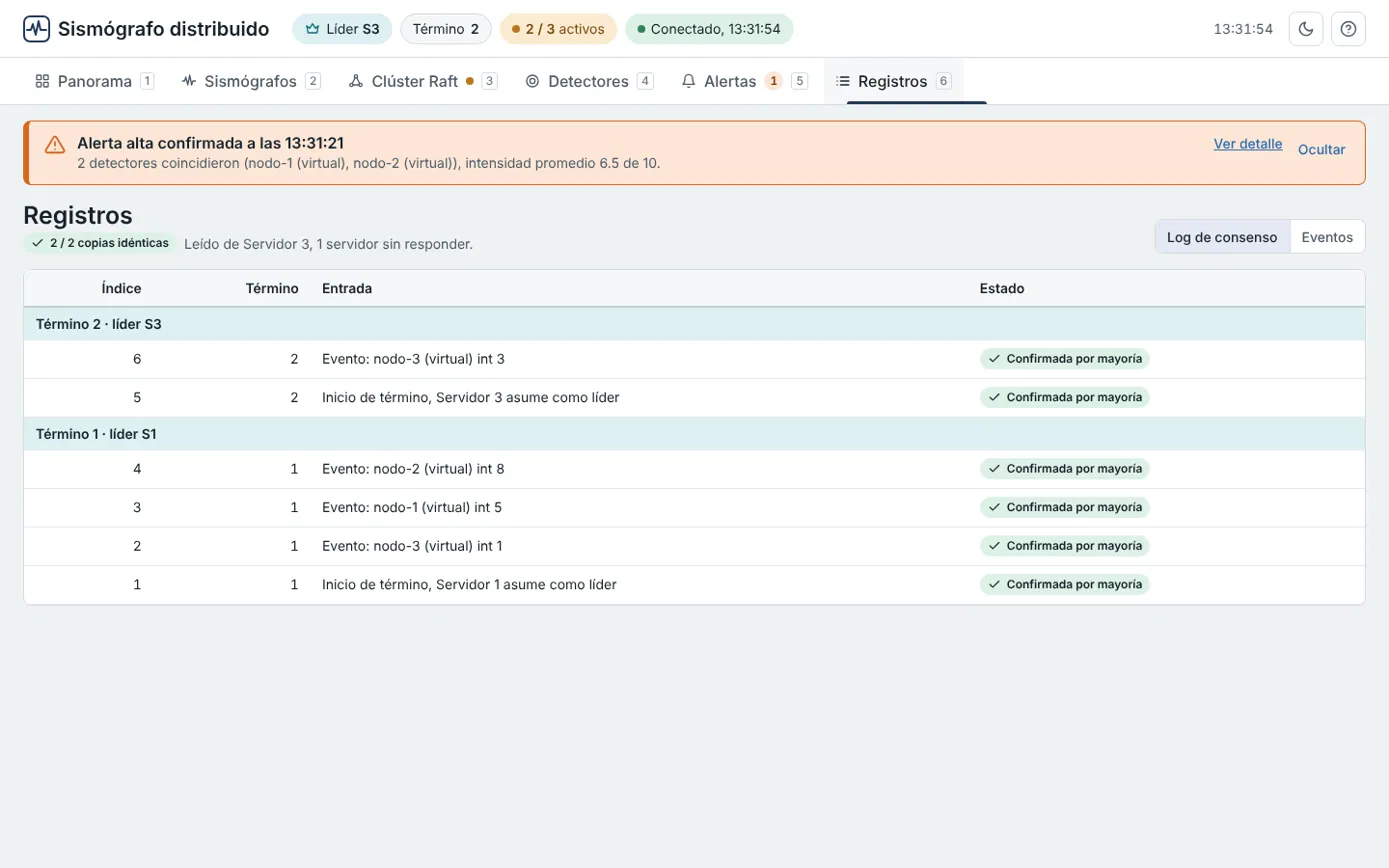 Sismógrafo distribuido Líder S3 Término 2 2 / 3 activos Conectado, 13:31:54 13:31:54
Panorama 1 Sismógrafos 2 Clúster Raft 3 Detectores 4 Alertas 1 5 Registros 6
Alerta alta confirmada a las 13:31:21
2 detectores coincidieron (nodo-1 (virtual), nodo-2 (virtual)), intensidad promedio 6.5 de 10.
Ver detalle Ocultar
Registros
2 / 2 copias idénticas Leído de Servidor 3, 1 servidor sin responder.
Log de consenso Eventos
Índice Término Entrada Estado
Término 2 · líder S3
6 2 Evento: nodo-3 (virtual) int 3 Confirmada por mayoría
5 2 Inicio de término, Servidor 3 asume como líder Confirmada por mayoría
Término 1 · líder S1
4 1 Evento: nodo-2 (virtual) int 8 Confirmada por mayoría
3 1 Evento: nodo-1 (virtual) int 5 Confirmada por mayoría
2 1 Evento: nodo-3 (virtual) int 1 Confirmada por mayoría
1 1 Inicio de término, Servidor 1 asume como líder Confirmada por mayoría